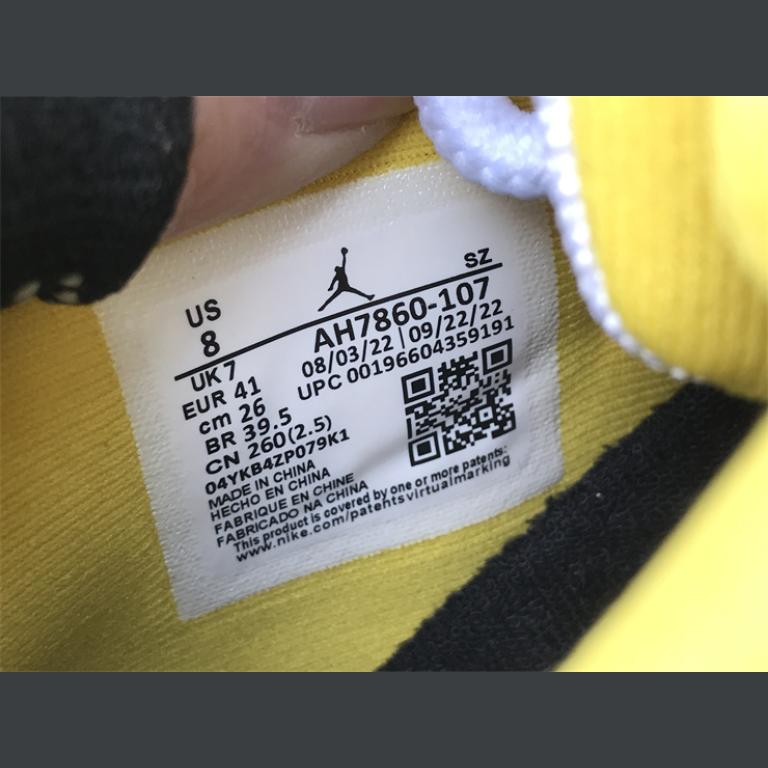 US
8
SZ
AH7860-107
08/03/22 | 09/22/22
UPC 00196604359191
UK 7
EUR 41
cm 26
BR 39.5
CN 260(2.5)
04YKB4ZP079K1
MADE IN CHINA
HECHO EN CHINA
FABRIQUE EN CHINE
FABRICADO NA CHINA
This product is covered by one or more patents:
www.nike.com/patentsvirtualmarking